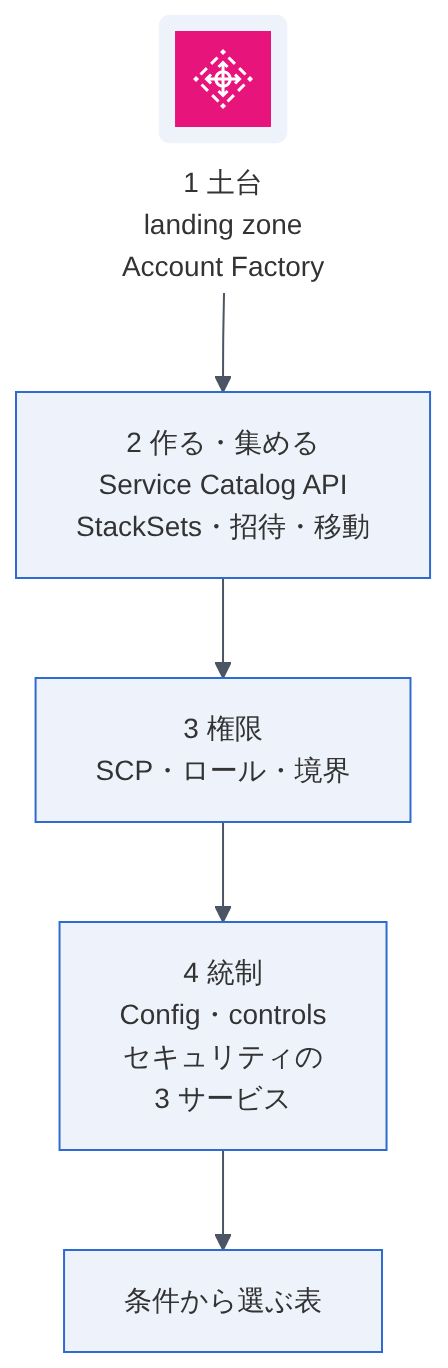 1 土台
landing zone
Account Factory
2 作る・集める
Service Catalog API
StackSets・招待・移動
3 権限
SCP・ロール・境界
4 統制
Config・controls
セキュリティの
3 サービス
条件から選ぶ表